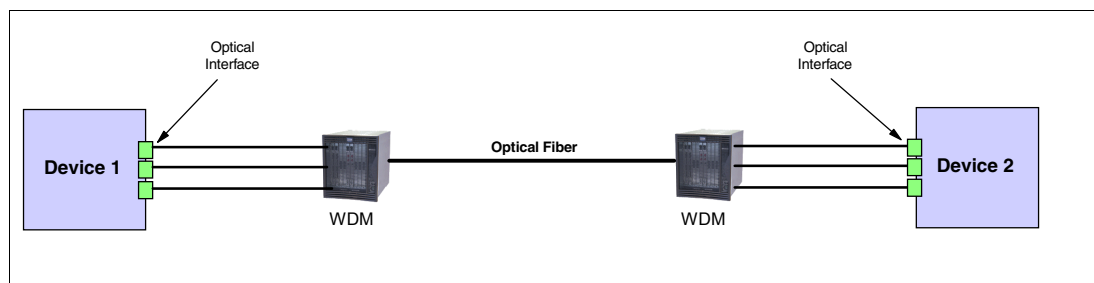 Optical
Interface
Optical
Interface
Device 1
Optical Fiber
Device 2
WDM
WDM